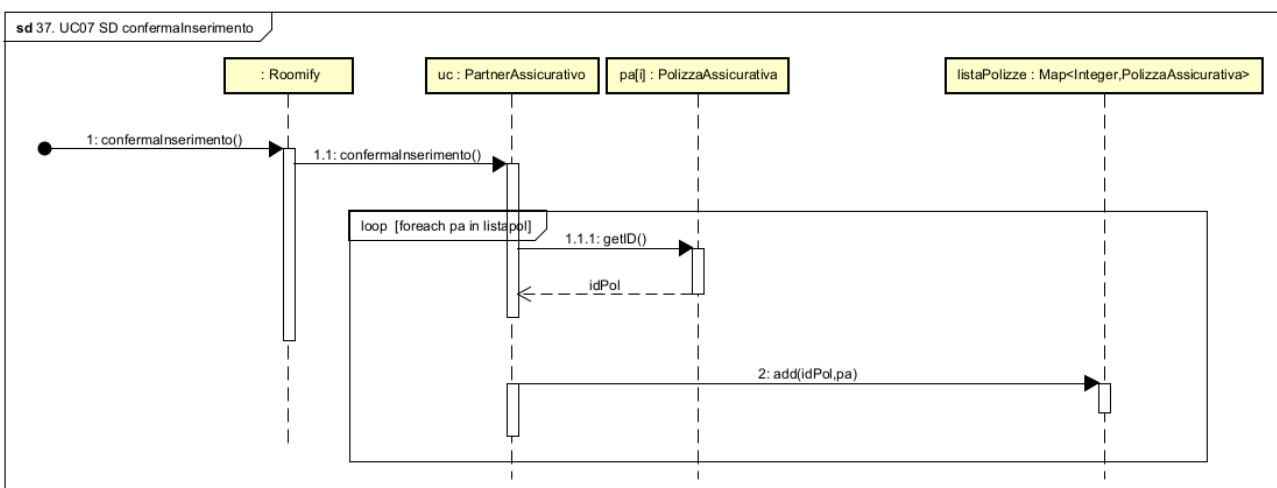 sd 37. UC07 SD confermaInserimento
: Roomify
uc : PartnerAssicurativo
pa[i] : PolizzaAssicurativa
listaPolizze : Map<Integer,PolizzaAssicurativa>
1: confermaInserimento()
1.1: confermaInserimento()
loop [foreach pa in listapol]
1.1.1: getID()
idPol
2: add(idPol,pa)